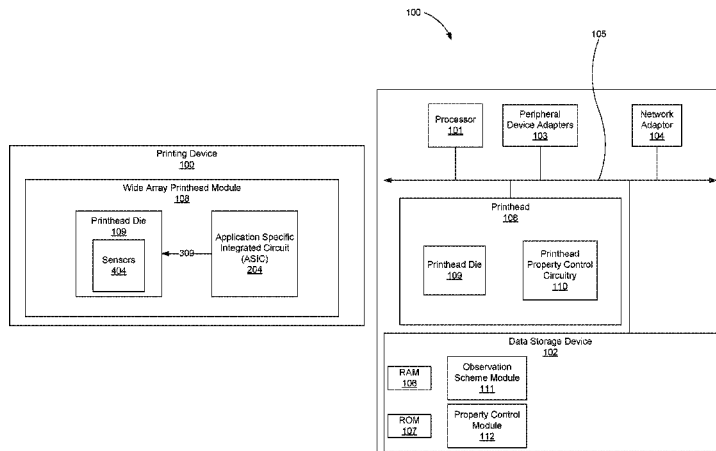 100
105
Processor
101
Peripheral
Device Adapters
103
Network
Adaptor
104
Printing Device
100
Wide Array Printhead Module
108
Printhead Die
109
Sensors
404
309
Application Specific
Integrated Circuit
(ASIC)
204
Printhead
108
Printhead Die
109
Printhead
Property Control
Circuitry
110
Data Storage Device
102
RAM
106
Observation
Scheme Module
111
ROM
107
Property Control
Module
112